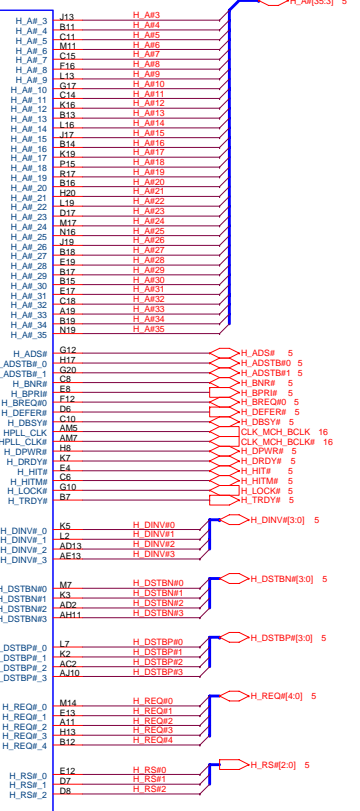 H_A#[35:3] 5
H_A#_3 J13 H_A#3
H_A#_4 B11 H_A#4
H_A#_5 C11 H_A#5
H_A#_6 M11 H_A#6
H_A#_7 C15 H_A#7
H_A#_8 F16 H_A#8
H_A#_9 L13 H_A#9
H_A#_10 G17 H_A#10
H_A#_11 C14 H_A#11
H_A#_12 K16 H_A#12
H_A#_13 B13 H_A#13
H_A#_14 L16 H_A#14
H_A#_15 J17 H_A#15
H_A#_16 B14 H_A#16
H_A#_17 K19 H_A#17
H_A#_18 P15 H_A#18
H_A#_19 R17 H_A#19
H_A#_20 B16 H_A#20
H_A#_21 H20 H_A#21
H_A#_22 L19 H_A#22
H_A#_23 D17 H_A#23
H_A#_24 M17 H_A#24
H_A#_25 N16 H_A#25
H_A#_26 J19 H_A#26
H_A#_27 B18 H_A#27
H_A#_28 E19 H_A#28
H_A#_29 B17 H_A#29
H_A#_30 B15 H_A#30
H_A#_31 E17 H_A#31
H_A#_32 C18 H_A#32
H_A#_33 A19 H_A#33
H_A#_34 B19 H_A#34
H_A#_35 N19 H_A#35
H_ADS# G12 H_ADS# 5
_ADSTB#_0 H17 H_ADSTB#0 5
_ADSTB#_1 G20 H_ADSTB#1 5
H_BNR# C8 H_BNR# 5
H_BPRI# E8 H_BPRI# 5
H_BREQ# F12 H_BREQ#0 5
H_DEFER# D6 H_DEFER# 5
H_DBSY# C10 H_DBSY# 5
HPLL_CLK AM5 CLK_MCH_BCLK 16
HPLL_CLK# AM7 CLK_MCH_BCLK# 16
H_DPWR# H8 H_DPWR# 5
H_DRDY# K7 H_DRDY# 5
H_HIT# E4 H_HIT# 5
H_HITM# C6 H_HITM# 5
H_LOCK# G10 H_LOCK# 5
H_TRDY# B7 H_TRDY# 5
H_DINV#[3:0] 5
H_DINV#_0 K5 H_DINV#0
H_DINV#_1 L2 H_DINV#1
H_DINV#_2 AD13 H_DINV#2
H_DINV#_3 AE13 H_DINV#3
H_DSTBN#[3:0] 5
H_DSTBN#0 M7 H_DSTBN#0
H_DSTBN#1 K3 H_DSTBN#1
H_DSTBN#2 AD2 H_DSTBN#2
H_DSTBN#3 AH11 H_DSTBN#3
H_DSTBP#[3:0] 5
_DSTBP#_0 L7 H_DSTBP#0
_DSTBP#_1 K2 H_DSTBP#1
_DSTBP#_2 AC2 H_DSTBP#2
_DSTBP#_3 AJ10 H_DSTBP#3
H_REQ#[4:0] 5
H_REQ#_0 M14 H_REQ#0
H_REQ#_1 E13 H_REQ#1
H_REQ#_2 A11 H_REQ#2
H_REQ#_3 H13 H_REQ#3
H_REQ#_4 B12 H_REQ#4
H_RS#[2:0] 5
H_RS#_0 E12 H_RS#0
H_RS#_1 D7 H_RS#1
H_RS#_2 D8 H_RS#2